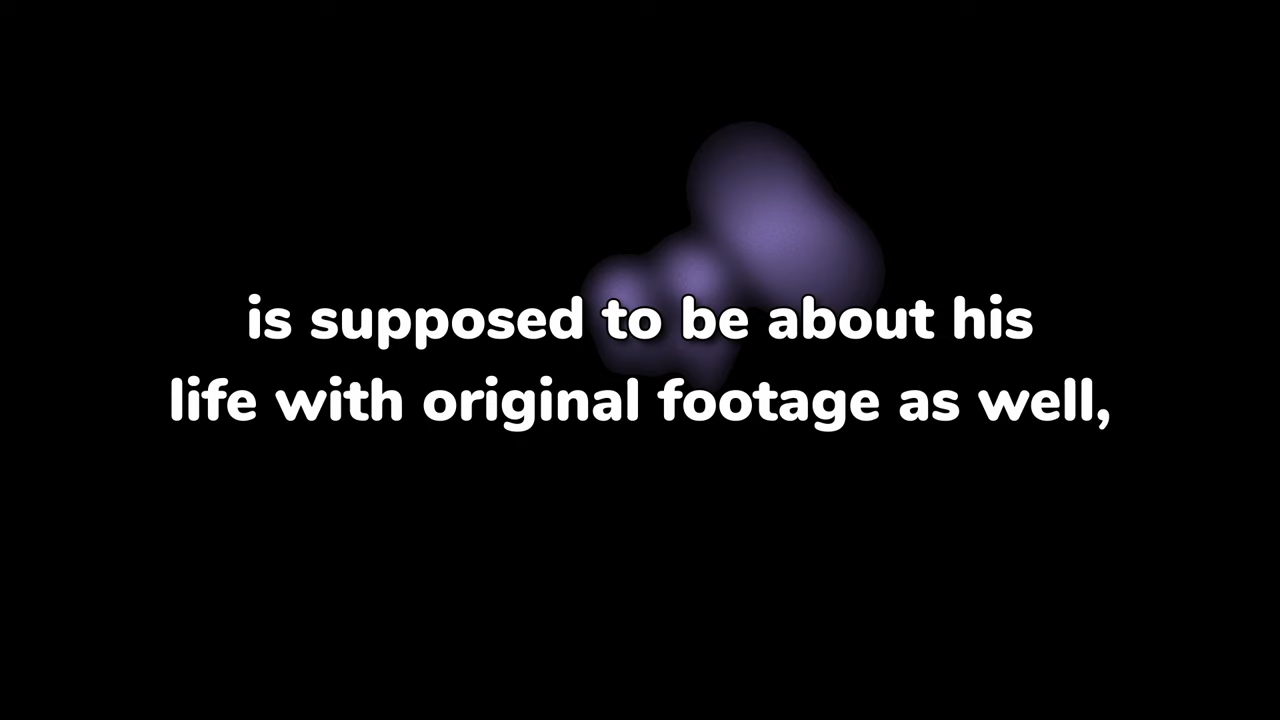 is supposed to be about his
life with original footage as well,